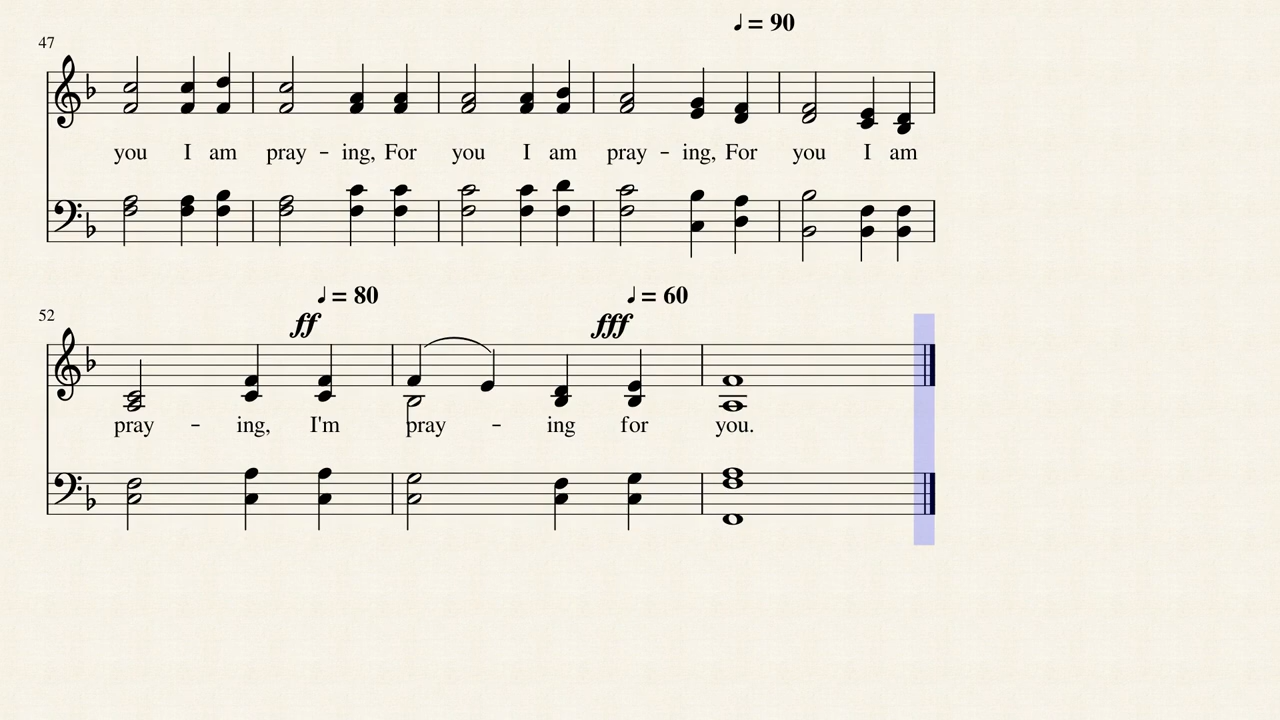 ♩ = 90
47
you I am pray - ing, For you I am pray - ing, For you I am
♩ = 80 ♩ = 60
52
ff fff
pray - ing, I'm pray - ing for you.